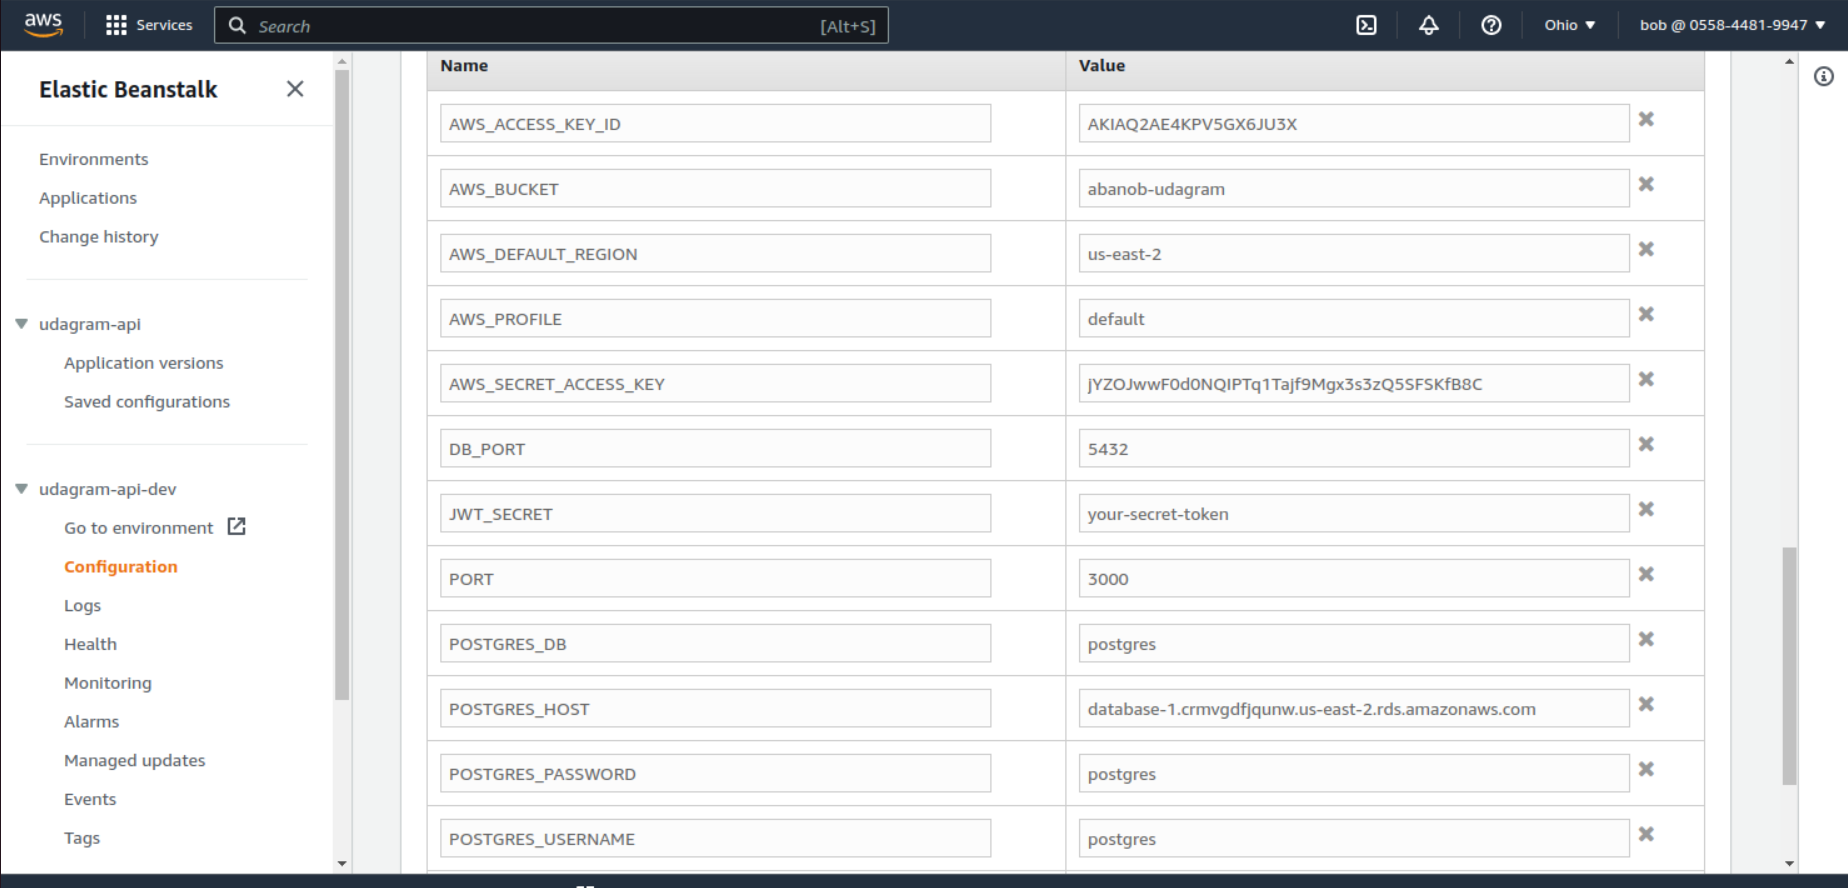 aws
Services
Search
[Alt+S]
Ohio
bob @ 0558-4481-9947
Elastic Beanstalk
Environments
Applications
Change history
udagram-api
Application versions
Saved configurations
udagram-api-dev
Go to environment
Configuration
Logs
Health
Monitoring
Alarms
Managed updates
Events
Tags
Name Value
AWS_ACCESS_KEY_ID AKIAQ2AE4KPV5GX6JU3X
AWS_BUCKET abanob-udagram
AWS_DEFAULT_REGION us-east-2
AWS_PROFILE default
AWS_SECRET_ACCESS_KEY jYZOJwwF0d0NQIPTq1Tajf9Mgx3s3zQ5SFSKfB8C
DB_PORT 5432
JWT_SECRET your-secret-token
PORT 3000
POSTGRES_DB postgres
POSTGRES_HOST database-1.crmvgdfjqunw.us-east-2.rds.amazonaws.com
POSTGRES_PASSWORD postgres
POSTGRES_USERNAME postgres